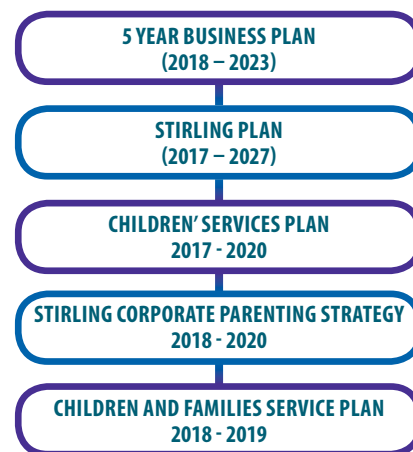 5 YEAR BUSINESS PLAN
(2018 – 2023)
STIRLING PLAN
(2017 – 2027)
CHILDREN’ SERVICES PLAN
2017 - 2020
STIRLING CORPORATE PARENTING STRATEGY
2018 - 2020
CHILDREN AND FAMILIES SERVICE PLAN
2018 - 2019